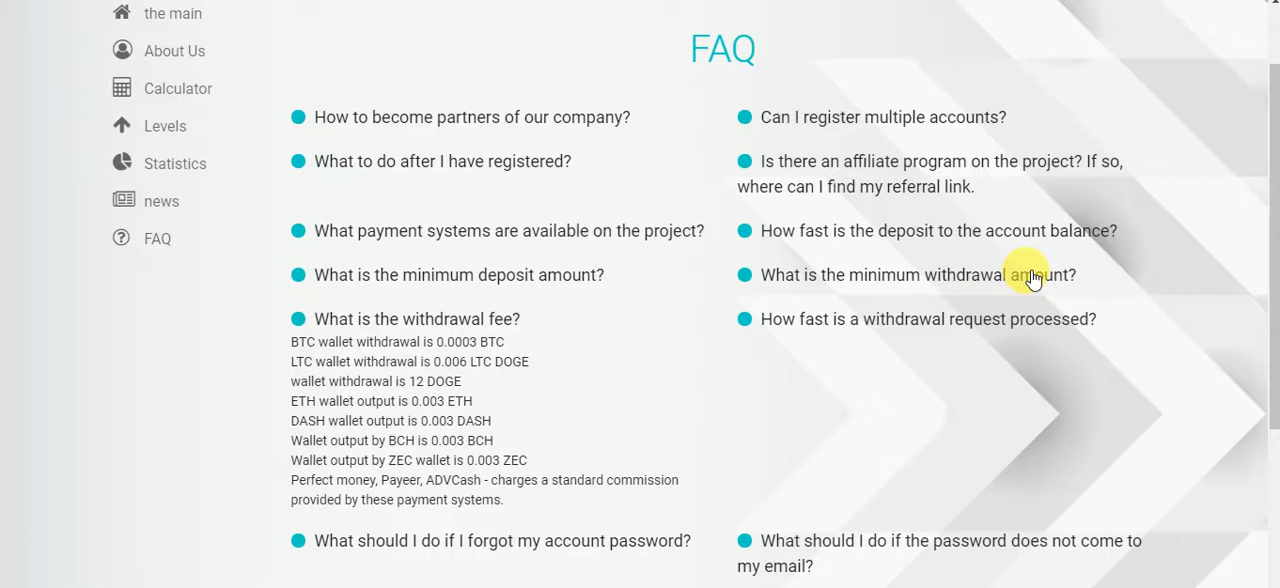 the main
About Us
Calculator
Levels
Statistics
news
FAQ
FAQ
How to become partners of our company?
Can I register multiple accounts?
What to do after I have registered?
Is there an affiliate program on the project? If so,
where can I find my referral link.
What payment systems are available on the project?
How fast is the deposit to the account balance?
What is the minimum deposit amount?
What is the minimum withdrawal amount?
What is the withdrawal fee?
BTC wallet withdrawal is 0.0003 BTC
LTC wallet withdrawal is 0.006 LTC DOGE
wallet withdrawal is 12 DOGE
ETH wallet output is 0.003 ETH
DASH wallet output is 0.003 DASH
Wallet output by BCH is 0.003 BCH
Wallet output by ZEC wallet is 0.003 ZEC
Perfect money, Payeer, ADVCash - charges a standard commission
provided by these payment systems.
How fast is a withdrawal request processed?
What should I do if I forgot my account password?
What should I do if the password does not come to
my email?